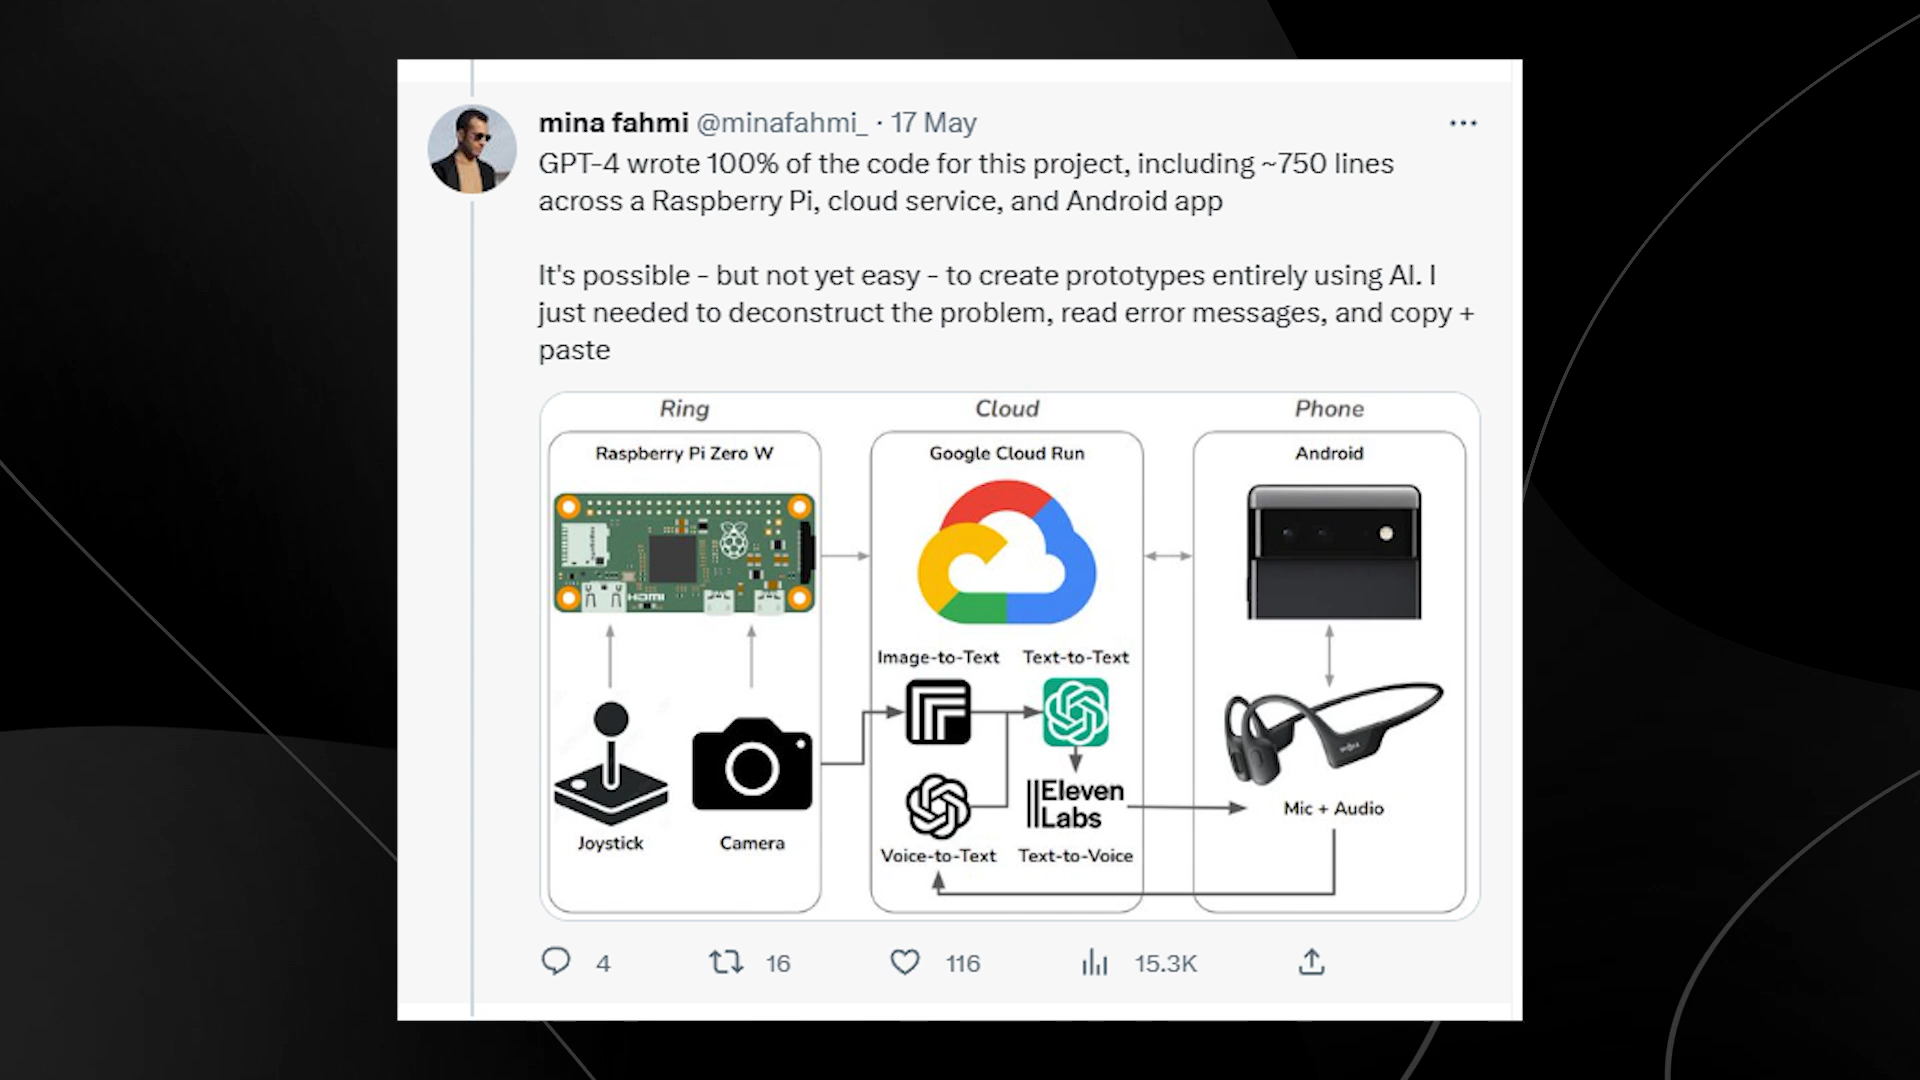 mina fahmi @minafahmi_ · 17 May
GPT-4 wrote 100% of the code for this project, including ~750 lines
across a Raspberry Pi, cloud service, and Android app
It's possible - but not yet easy - to create prototypes entirely using AI. I
just needed to deconstruct the problem, read error messages, and copy +
paste
Ring
Cloud
Phone
Raspberry Pi Zero W
Google Cloud Run
Android
HDMI
Image-to-Text
Text-to-Text
Joystick
Camera
||Eleven
Labs
Voice-to-Text
Text-to-Voice
Mic + Audio
4
16
116
15.3K